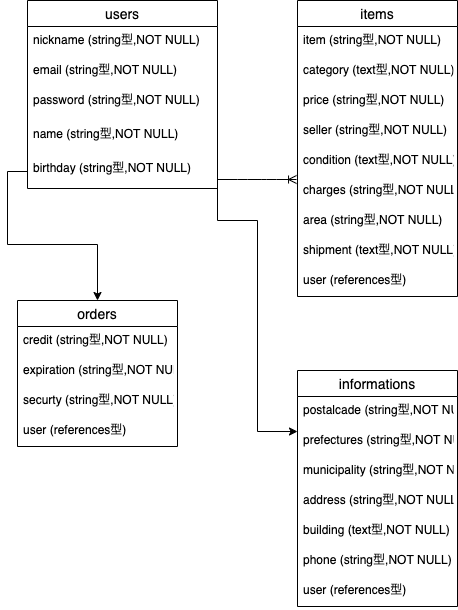 users
nickname (string型,NOT NULL)
email (string型,NOT NULL)
password (string型,NOT NULL)
name (string型,NOT NULL)
birthday (string型,NOT NULL)
items
item (string型,NOT NULL)
category (text型,NOT NULL)
price (string型,NOT NULL)
seller (string型,NOT NULL)
condition (text型,NOT NULL)
charges (string型,NOT NULL
area (string型,NOT NULL)
shipment (text型,NOT NULL)
user (references型)
orders
credit (string型,NOT NULL)
expiration (string型,NOT NU
securty (string型,NOT NULL
user (references型)
informations
postalcade (string型,NOT NU
prefectures (string型,NOT NU
municipality (string型,NOT N
address (string型,NOT NULL
building (text型,NOT NULL)
phone (string型,NOT NULL)
user (references型)